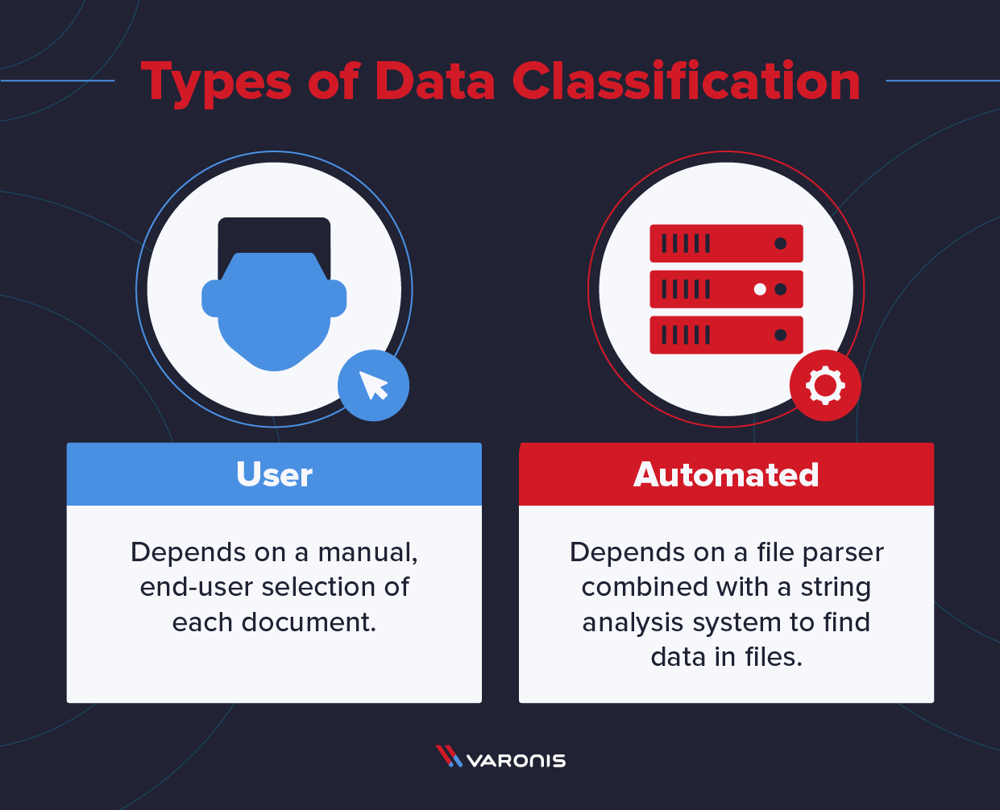 Types of Data Classification
User
Depends on a manual,
end-user selection of
each document.
Automated
Depends on a file parser
combined with a string
analysis system to find
data in files.
VARONIS